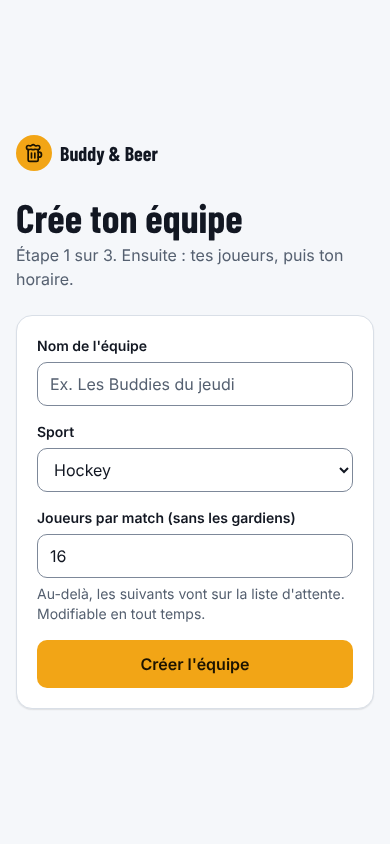 Buddy & Beer
Crée ton équipe
Étape 1 sur 3. Ensuite : tes joueurs, puis ton
horaire.
Nom de l'équipe
Ex. Les Buddies du jeudi
Sport
Hockey
Joueurs par match (sans les gardiens)
16
Au-delà, les suivants vont sur la liste d'attente.
Modifiable en tout temps.
Créer l'équipe